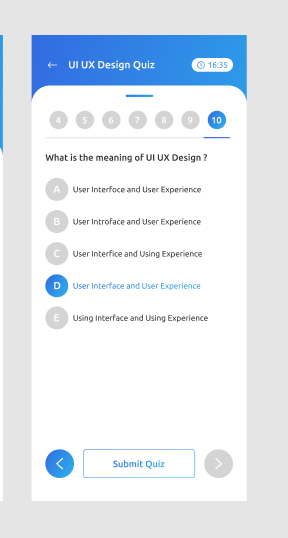 UI UX Design Quiz
16:35
4 5 6 7 8 9 10
What is the meaning of UI UX Design ?
A User Interfoce and User Experience
B User Introface and User Experience
C User Interfice and Using Experience
D User Interface and User Experience
E Using Interface and Using Experience
Submit Quiz